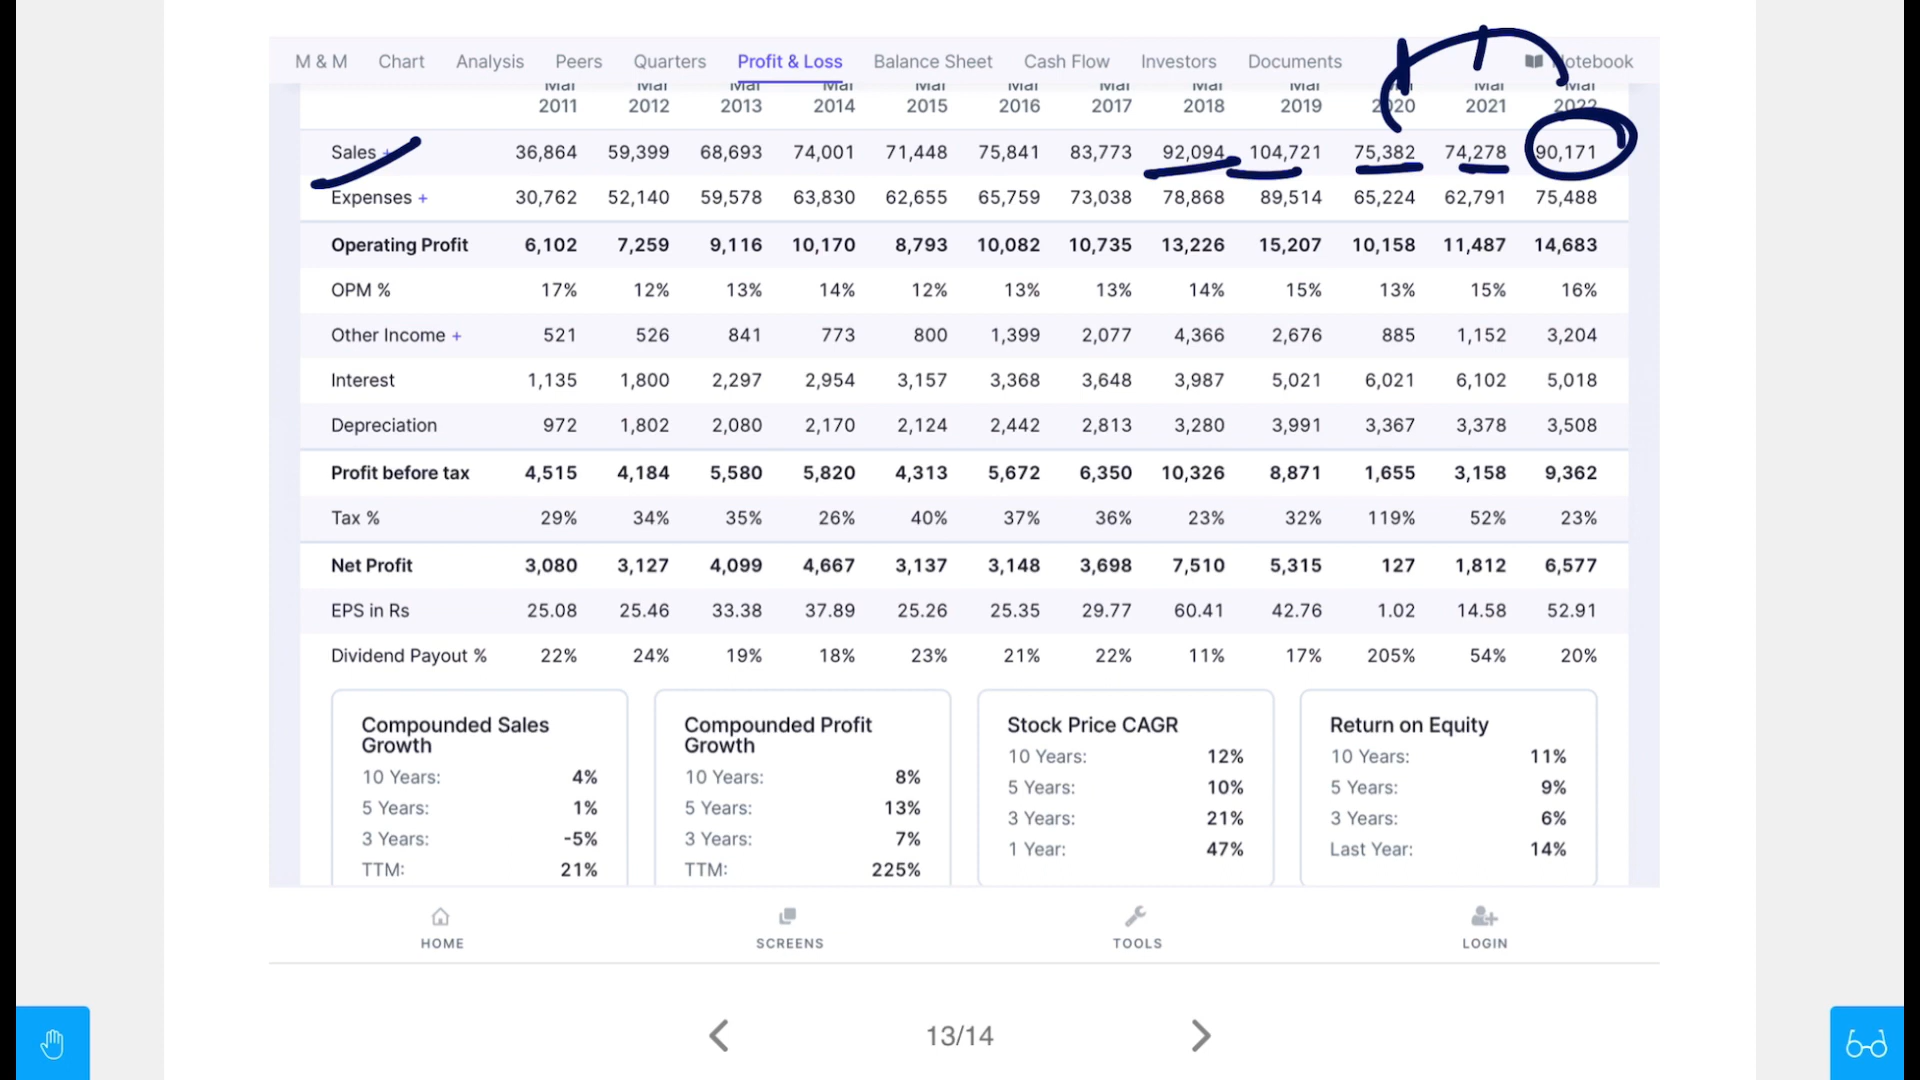 M & M Chart Analysis Peers Quarters Profit & Loss Balance Sheet Cash Flow Investors Documents Notebook
Mar Mar Mar Mar Mar Mar Mar Mar Mar Mar Mar
2011 2012 2013 2014 2015 2016 2017 2018 2019 2020 2021 2022
Sales + 36,864 59,399 68,693 74,001 71,448 75,841 83,773 92,094 104,721 75,382 74,278 90,171
Expenses + 30,762 52,140 59,578 63,830 62,655 65,759 73,038 78,868 89,514 65,224 62,791 75,488
Operating Profit 6,102 7,259 9,116 10,170 8,793 10,082 10,735 13,226 15,207 10,158 11,487 14,683
OPM % 17% 12% 13% 14% 12% 13% 13% 14% 15% 13% 15% 16%
Other Income + 521 526 841 773 800 1,399 2,077 4,366 2,676 885 1,152 3,204
Interest 1,135 1,800 2,297 2,954 3,157 3,368 3,648 3,987 5,021 6,021 6,102 5,018
Depreciation 972 1,802 2,080 2,170 2,124 2,442 2,813 3,280 3,991 3,367 3,378 3,508
Profit before tax 4,515 4,184 5,580 5,820 4,313 5,672 6,350 10,326 8,871 1,655 3,158 9,362
Tax % 29% 34% 35% 26% 40% 37% 36% 23% 32% 119% 52% 23%
Net Profit 3,080 3,127 4,099 4,667 3,137 3,148 3,698 7,510 5,315 127 1,812 6,577
EPS in Rs 25.08 25.46 33.38 37.89 25.26 25.35 29.77 60.41 42.76 1.02 14.58 52.91
Dividend Payout % 22% 24% 19% 18% 23% 21% 22% 11% 17% 205% 54% 20%
Compounded Sales
Growth
10 Years: 4%
5 Years: 1%
3 Years: -5%
TTM: 21%
Compounded Profit
Growth
10 Years: 8%
5 Years: 13%
3 Years: 7%
TTM: 225%
Stock Price CAGR
10 Years: 12%
5 Years: 10%
3 Years: 21%
1 Year: 47%
Return on Equity
10 Years: 11%
5 Years: 9%
3 Years: 6%
Last Year: 14%
HOME SCREENS TOOLS LOGIN
13/14